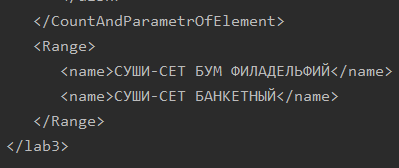 </CountAndParametrOfElement>
<Range>
<name>СУШИ-СЕТ БУМ ФИЛАДЕЛЬФИЙ</name>
<name>СУШИ-СЕТ БАНКЕТНЫЙ</name>
</Range>
</lab3>